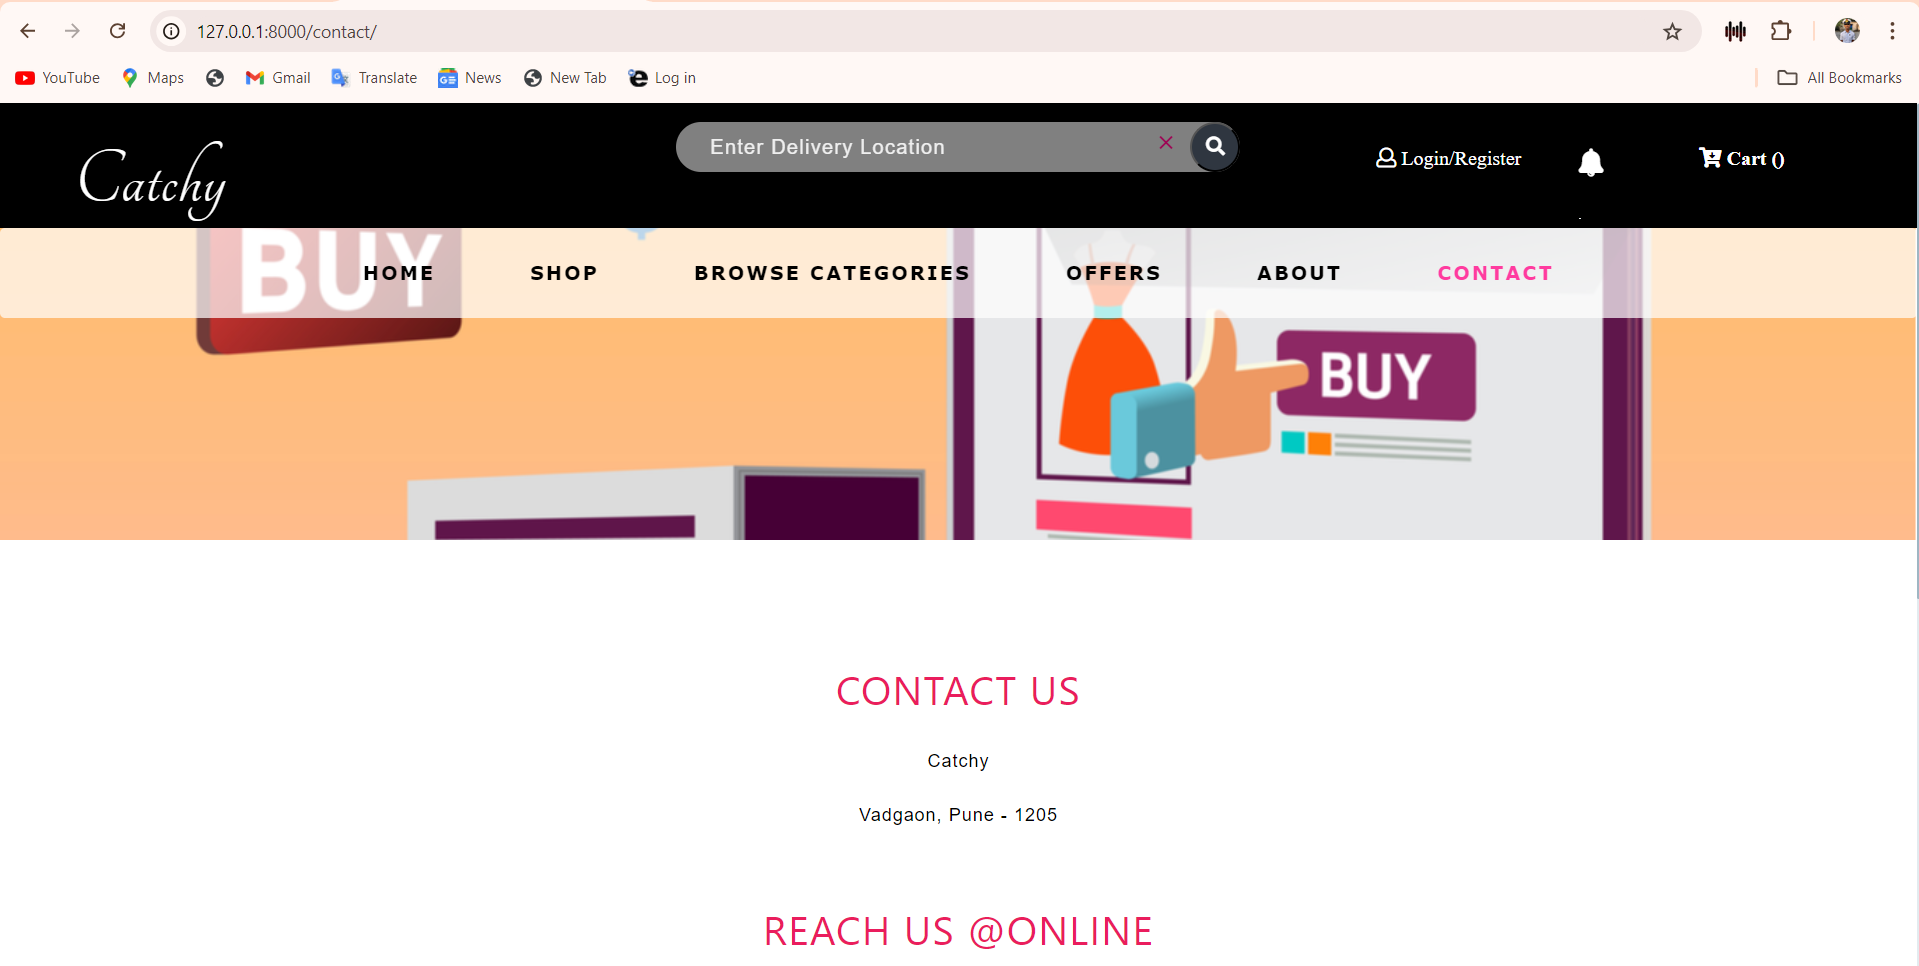 127.0.0.1:8000/contact/
YouTube Maps Gmail Translate News New Tab Log in All Bookmarks
Catchy Enter Delivery Location Login/Register Cart ()
BUY
HOME SHOP BROWSE CATEGORIES OFFERS ABOUT CONTACT
BUY
CONTACT US
Catchy
Vadgaon, Pune - 1205
REACH US @ONLINE